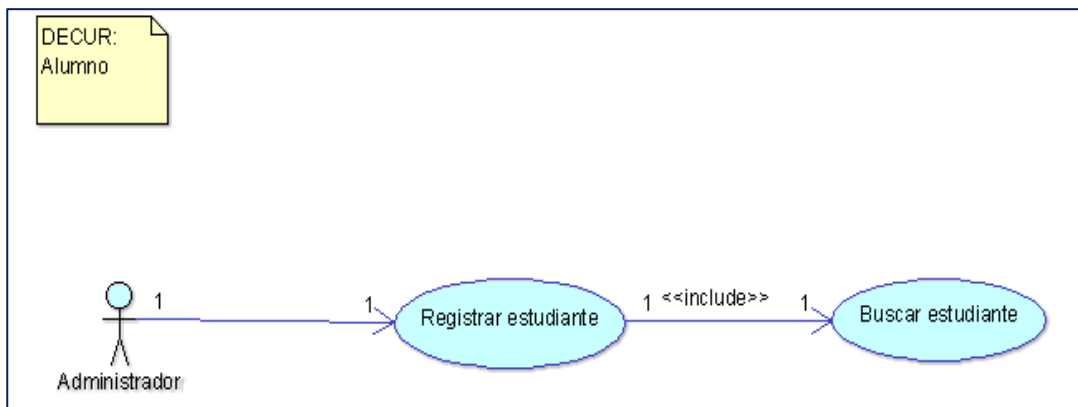 DECUR:
Alumno
1
1
Registrar estudiante
1
<<include>>
1
Buscar estudiante
Administrador